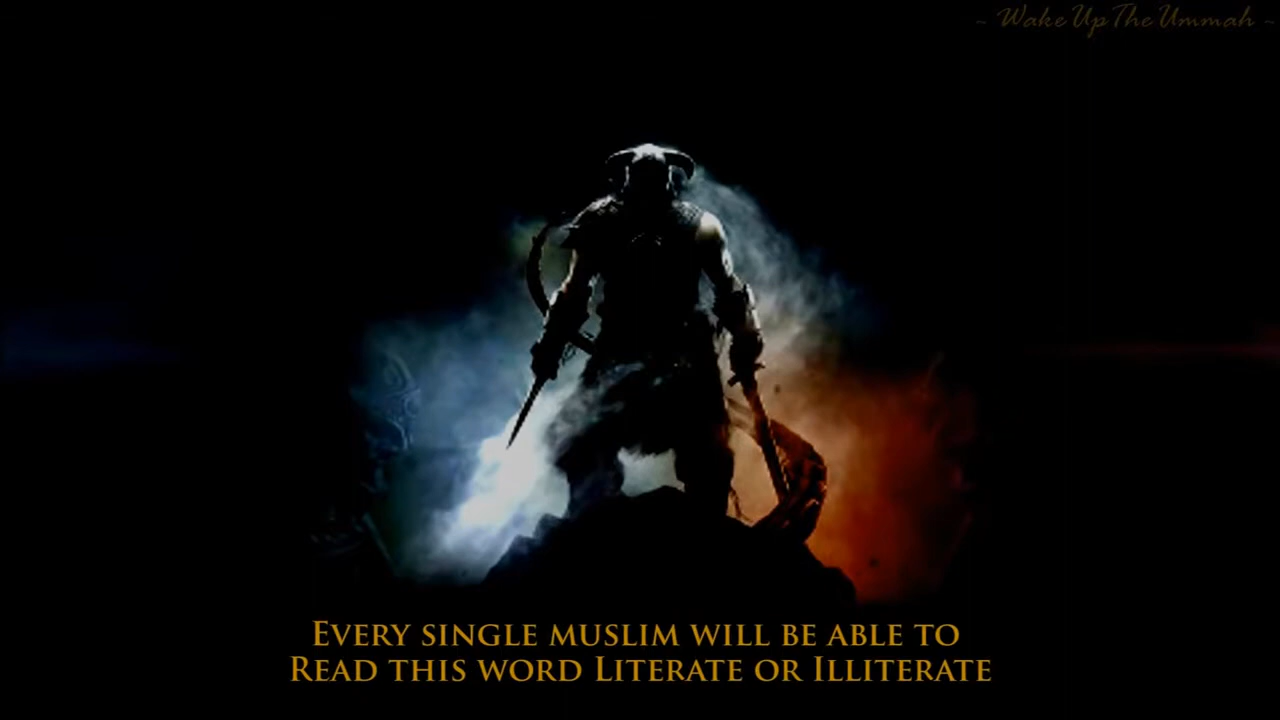 ~ Wake Up The Ummah ~
Every single muslim will be able to
Read this word Literate or Illiterate